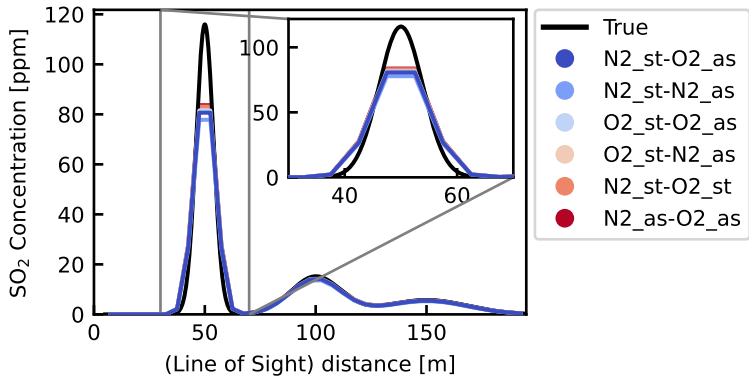 120
100
80
60
40
20
0
0
50
100
150
SO₂ Concentration [ppm]
(Line of Sight) distance [m]
100
50
0
40
60
True
N2_st-O2_as
N2_st-N2_as
O2_st-O2_as
O2_st-N2_as
N2_st-O2_st
N2_as-O2_as